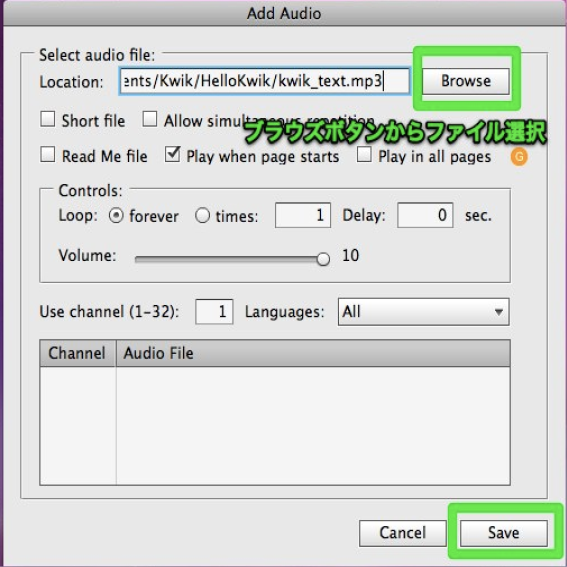 Add Audio
Select audio file:
Location: ents/Kwik/HelloKwik/kwik_text.mp3 Browse
Short file Allow simultaneous repetition
ブラウズボタンからファイル選択
Read Me file Play when page starts Play in all pages G
Controls:
Loop: forever times: 1 Delay: 0 sec.
Volume: 10
Use channel (1-32): 1 Languages: All
Channel Audio File
Cancel Save